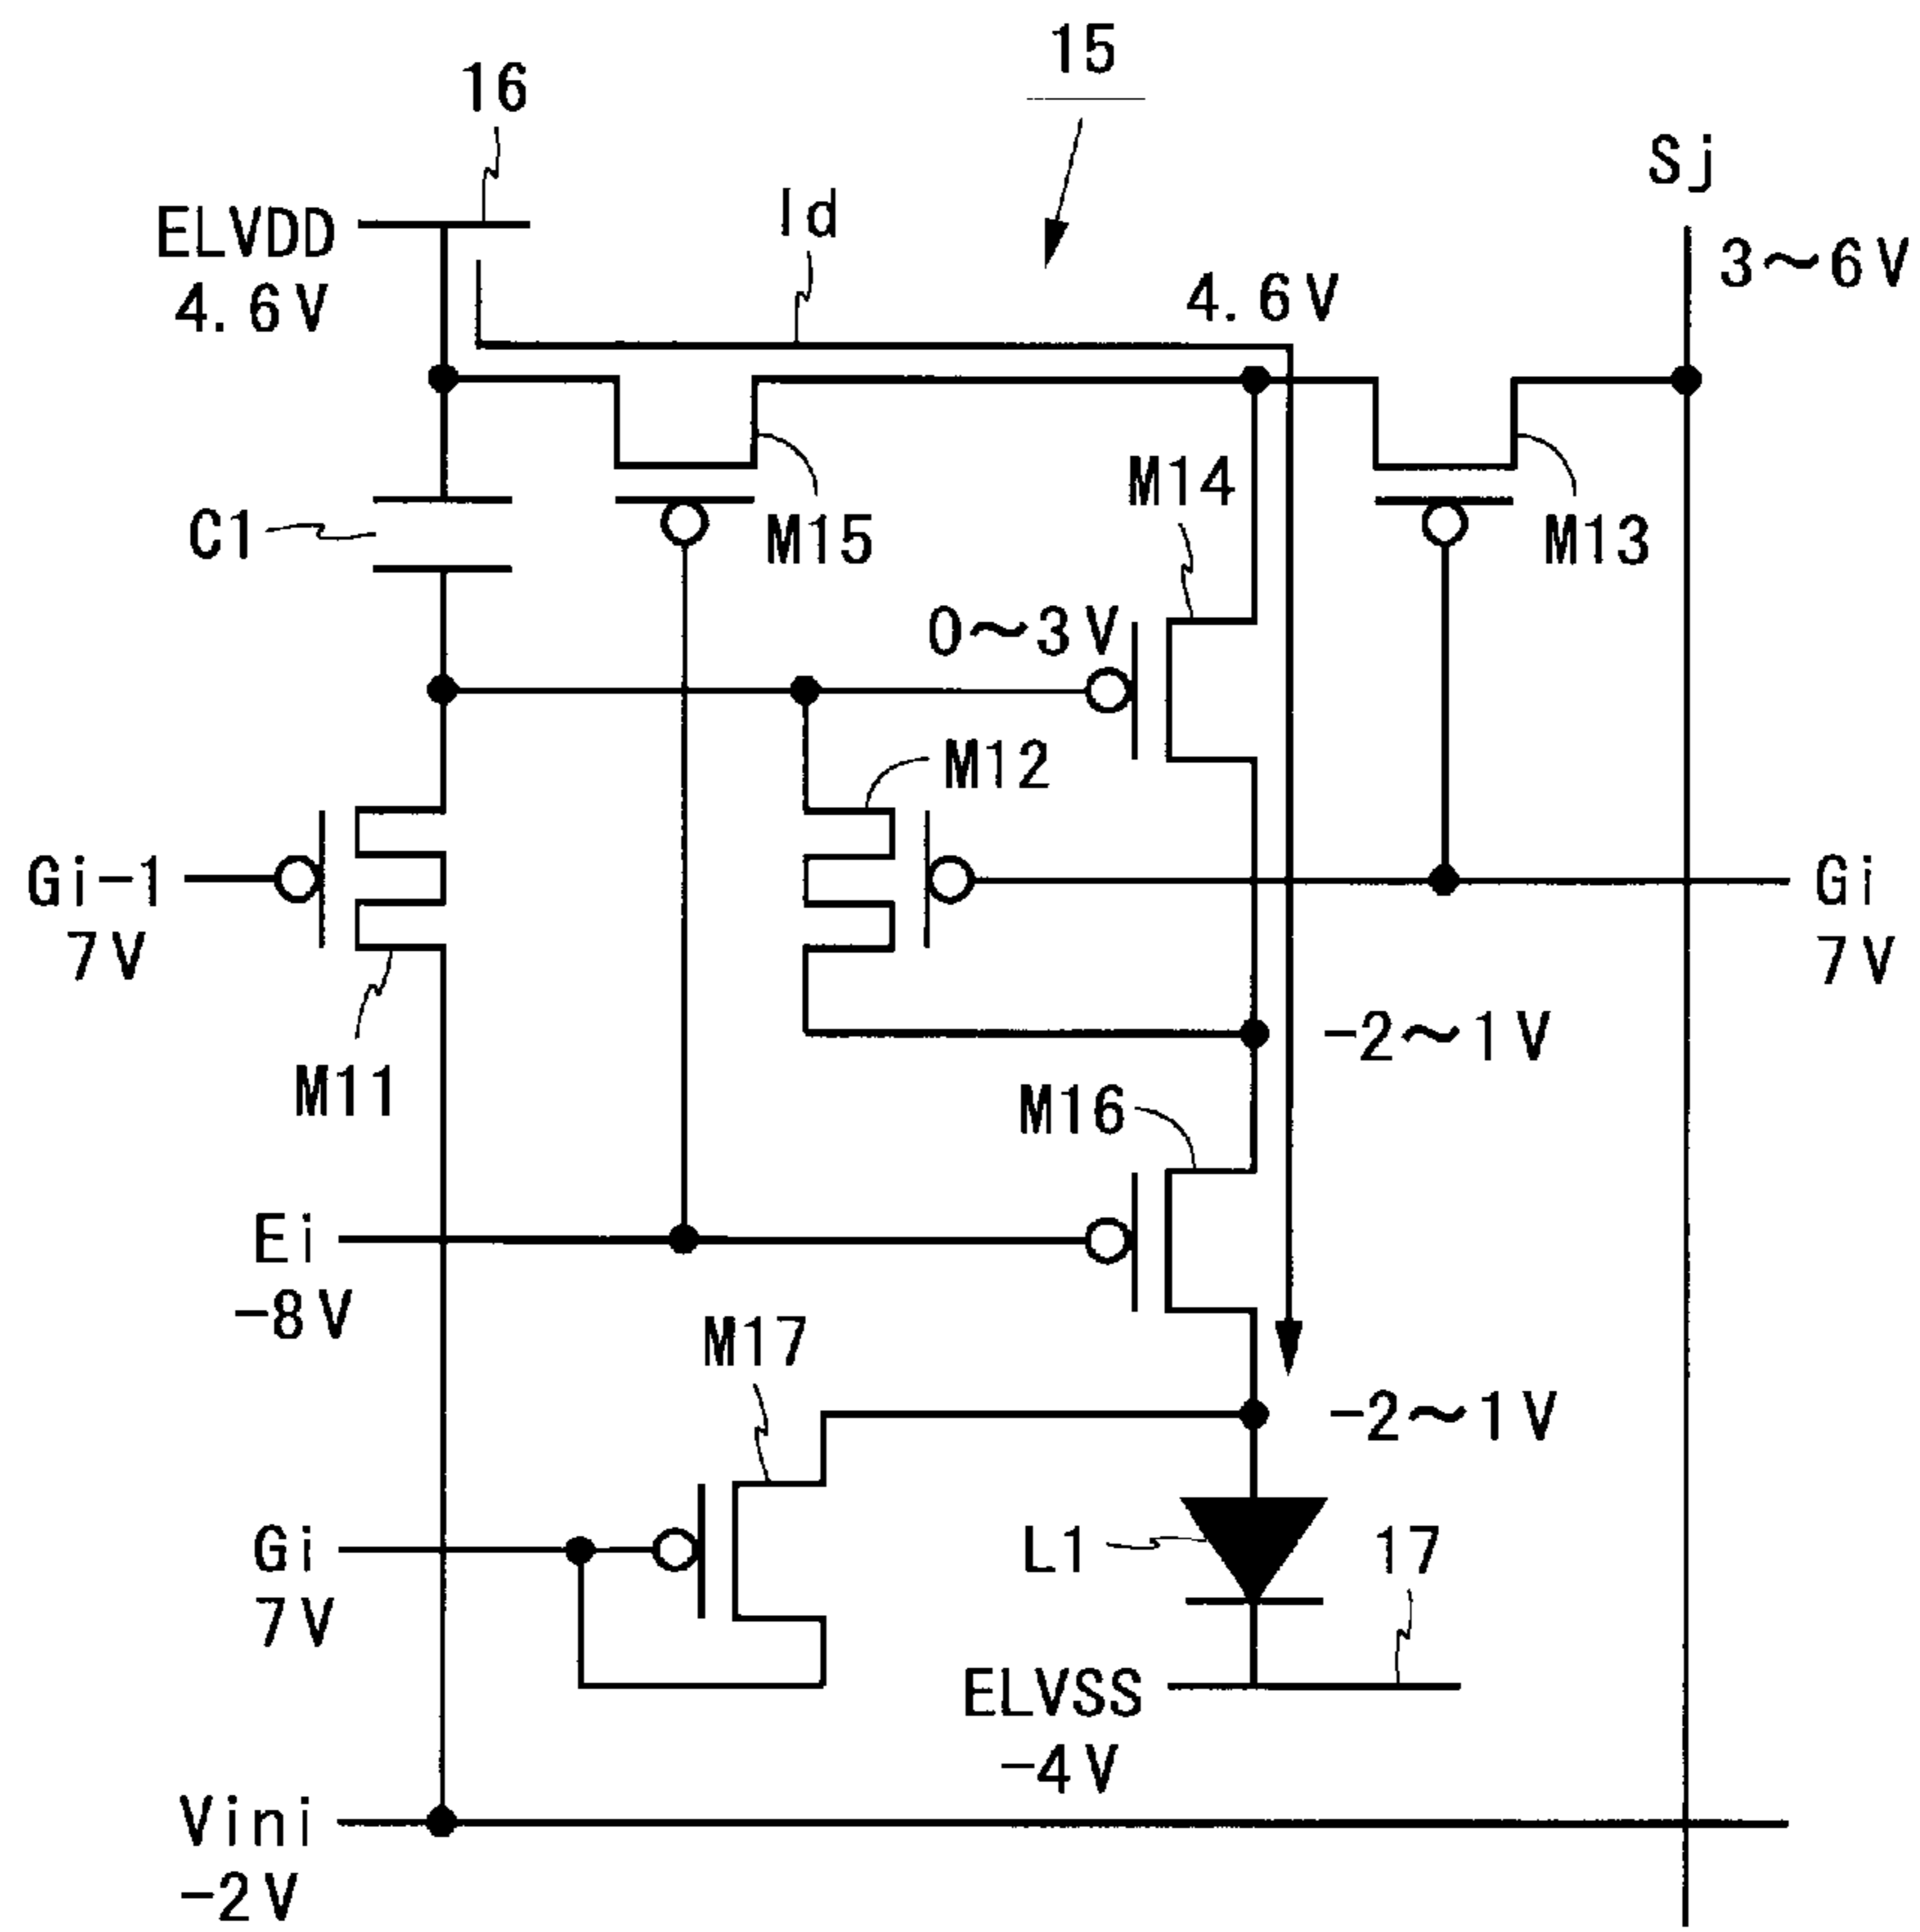 15
16
Sj
Id
ELVDD
4.6V
3～6V
4.6V
M14
C1
M15
M13
0～3V
M12
Gi-1
7V
Gi
7V
M11
-2～1V
M16
Ei
-8V
M17
-2～1V
Gi
7V
L1
17
ELVSS
-4V
Vini
-2V